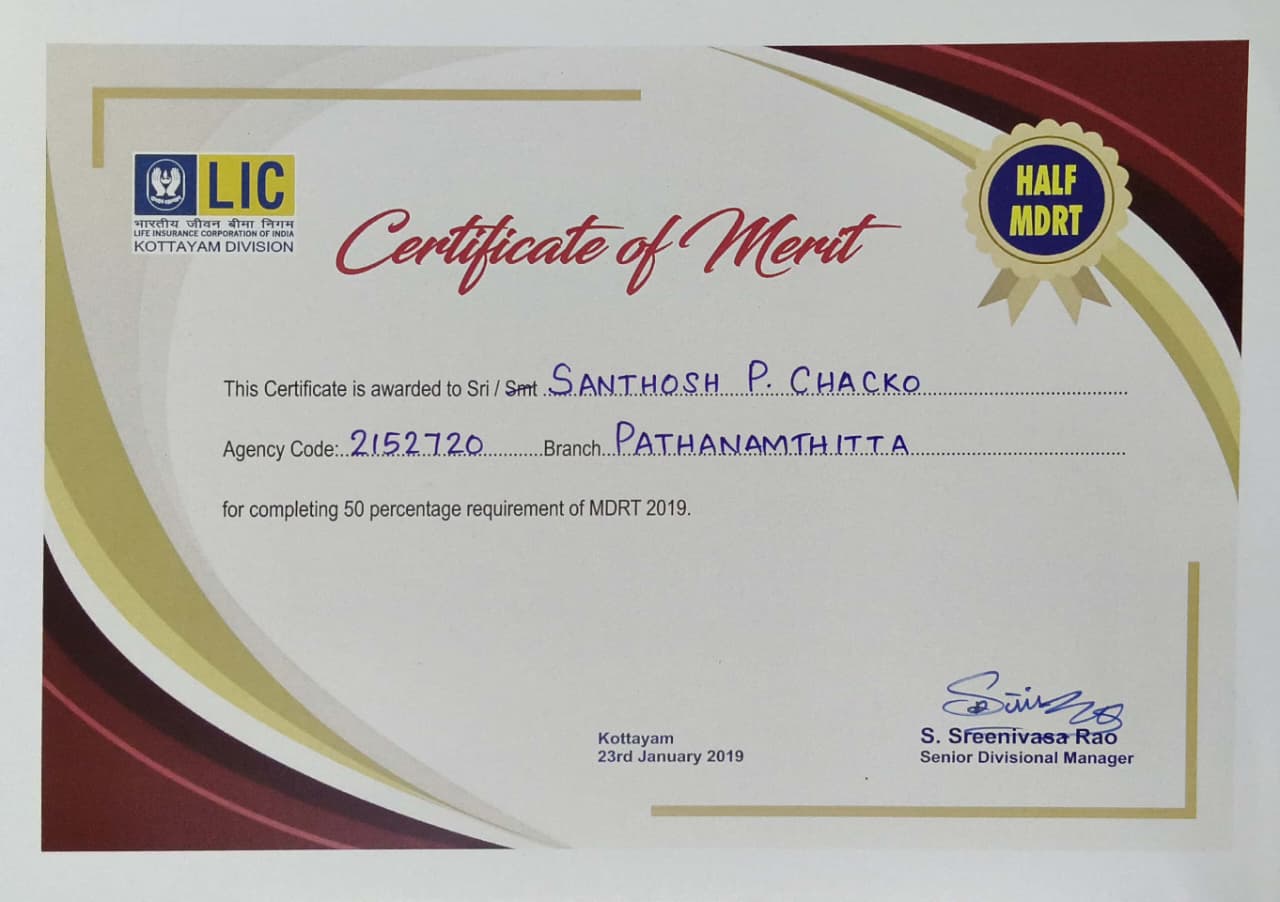 LIC
भारतीय जीवन बीमा निगम
LIFE INSURANCE CORPORATION OF INDIA
KOTTAYAM DIVISION
HALF
MDRT
Certificate of Merit
This Certificate is awarded to Sri / Smt SANTHOSH P. CHACKO
Agency Code: 2152720 Branch PATHANAMTHITTA
for completing 50 percentage requirement of MDRT 2019.
Kottayam
23rd January 2019
S. Sreenivasa Rao
Senior Divisional Manager